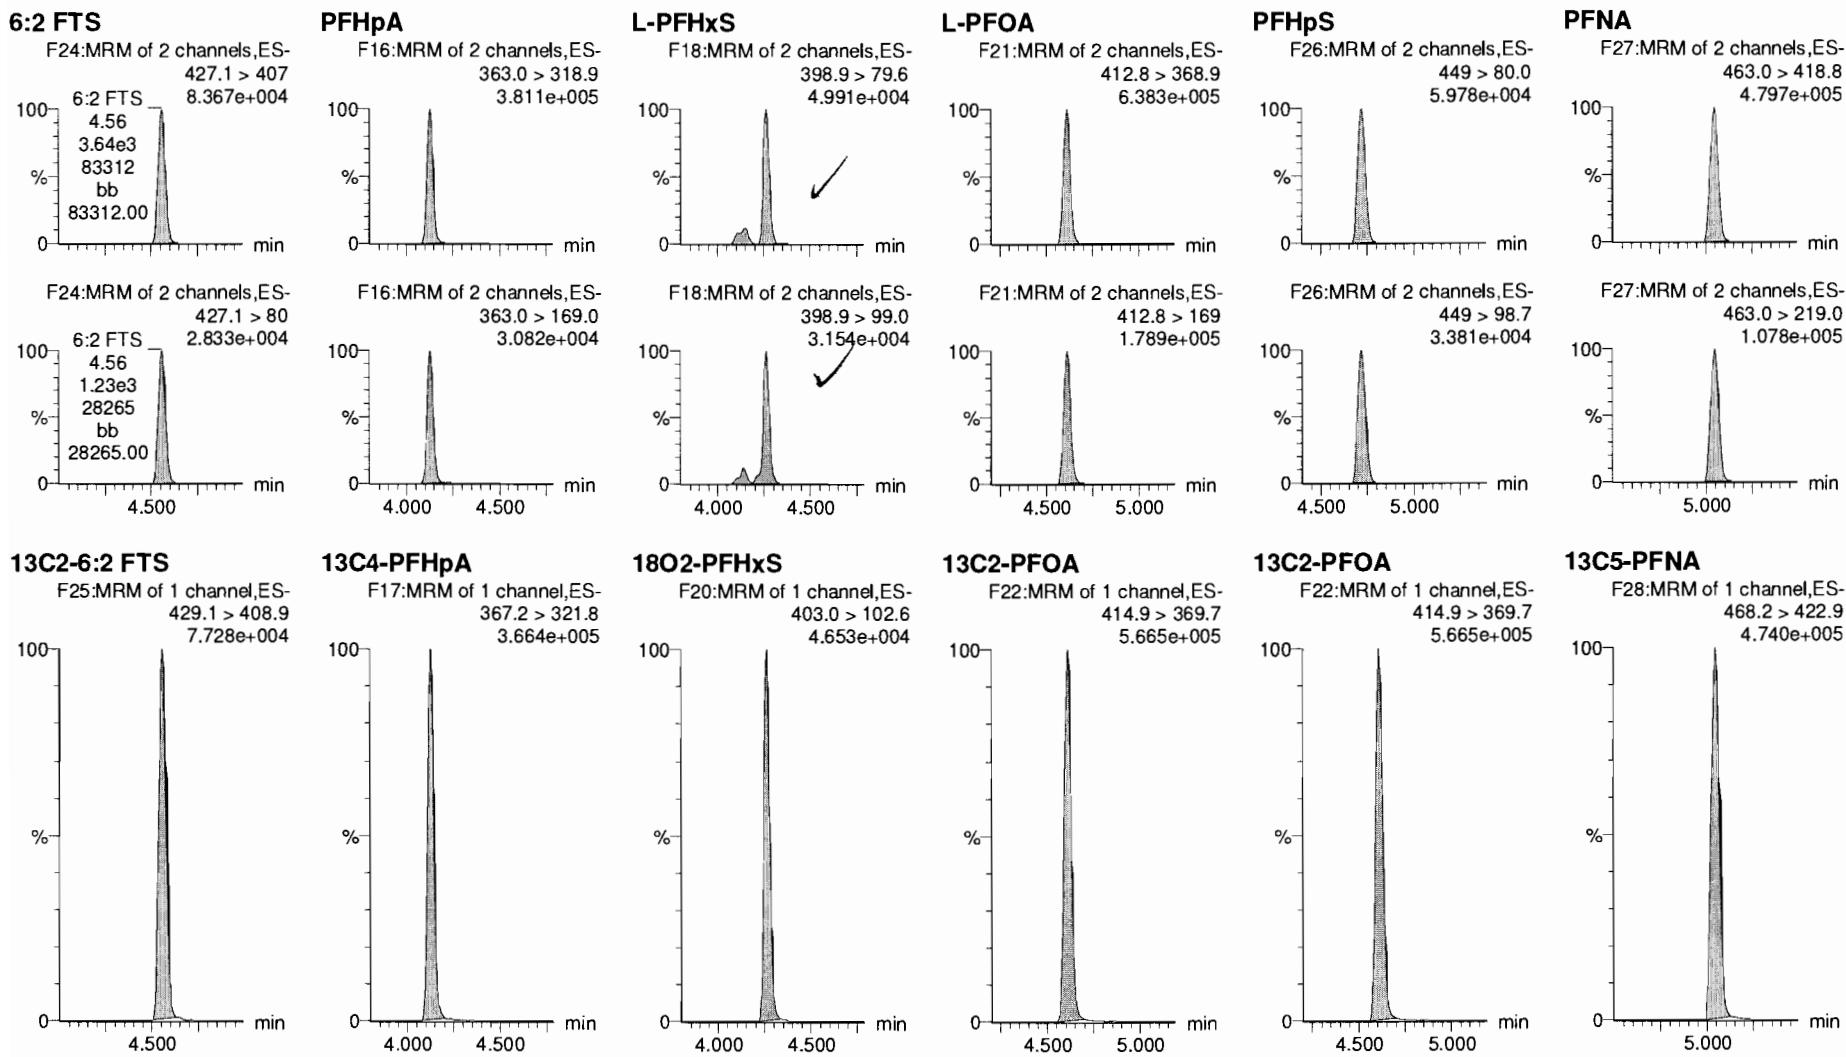 6:2 FTS
F24:MRM of 2 channels,ES-
427.1 > 407
8.367e+004
100
6:2 FTS
4.56
3.64e3
83312
bb
83312.00
%
0
min
PFHpA
F16:MRM of 2 channels,ES-
363.0 > 318.9
3.811e+005
100
%
0
min
L-PFHxS
F18:MRM of 2 channels,ES-
398.9 > 79.6
4.991e+004
100
%
0
min
L-PFOA
F21:MRM of 2 channels,ES-
412.8 > 368.9
6.383e+005
100
%
0
min
PFHpS
F26:MRM of 2 channels,ES-
449 > 80.0
5.978e+004
100
%
0
min
PFNA
F27:MRM of 2 channels,ES-
463.0 > 418.8
4.797e+005
100
%
0
min
F24:MRM of 2 channels,ES-
427.1 > 80
2.833e+004
100
6:2 FTS
4.56
1.23e3
28265
bb
28265.00
%
0
min
4.500
F16:MRM of 2 channels,ES-
363.0 > 169.0
3.082e+004
100
%
0
min
4.000 4.500
F18:MRM of 2 channels,ES-
398.9 > 99.0
3.154e+004
100
%
0
min
4.000 4.500
F21:MRM of 2 channels,ES-
412.8 > 169
1.789e+005
100
%
0
min
4.500 5.000
F26:MRM of 2 channels,ES-
449 > 98.7
3.381e+004
100
%
0
min
4.500 5.000
F27:MRM of 2 channels,ES-
463.0 > 219.0
1.078e+005
100
%
0
min
5.000
13C2-6:2 FTS
F25:MRM of 1 channel,ES-
429.1 > 408.9
7.728e+004
100
%
0
min
4.500
13C4-PFHpA
F17:MRM of 1 channel,ES-
367.2 > 321.8
3.664e+005
100
%
0
min
4.000 4.500
18O2-PFHxS
F20:MRM of 1 channel,ES-
403.0 > 102.6
4.653e+004
100
%
0
min
4.000 4.500
13C2-PFOA
F22:MRM of 1 channel,ES-
414.9 > 369.7
5.665e+005
100
%
0
min
4.500 5.000
13C2-PFOA
F22:MRM of 1 channel,ES-
414.9 > 369.7
5.665e+005
100
%
0
min
4.500 5.000
13C5-PFNA
F28:MRM of 1 channel,ES-
468.2 > 422.9
4.740e+005
100
%
0
min
5.000